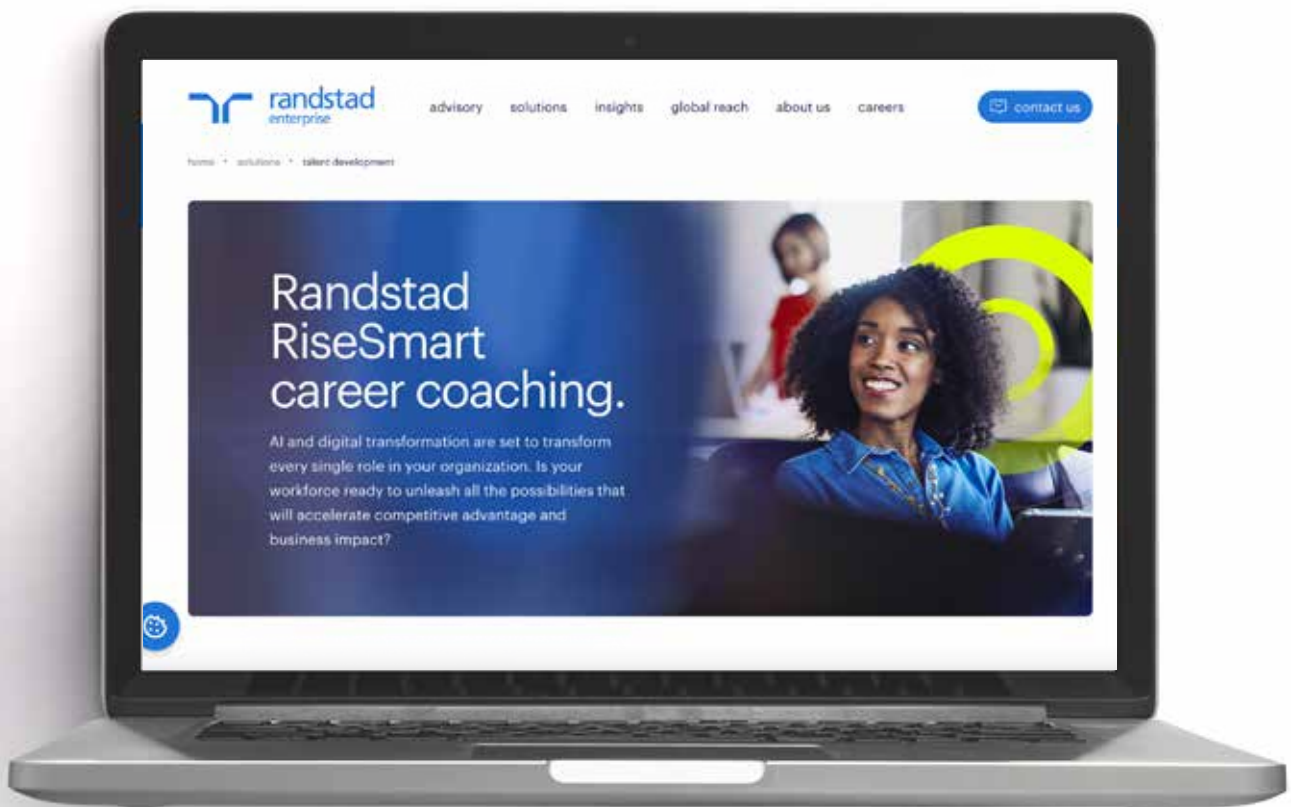 randstad
enterprise
advisory solutions insights global reach about us careers
contact us
home • solutions • talent development
Randstad
RiseSmart
career coaching.
AI and digital transformation are set to transform
every single role in your organization. Is your
workforce ready to unleash all the possibilities that
will accelerate competitive advantage and
business impact?